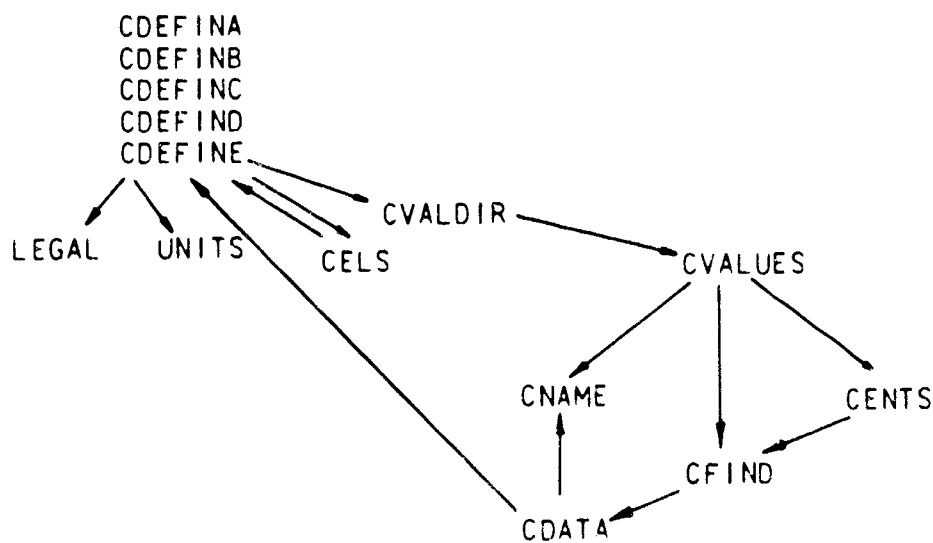 CDEFINA
CDEFINB
CDEFINC
CDEFIND
CDEFINE
CVALDIR
LEGAL
UNITS
CELS
CVALUES
CNAME
CENTS
CFIND
CDATA